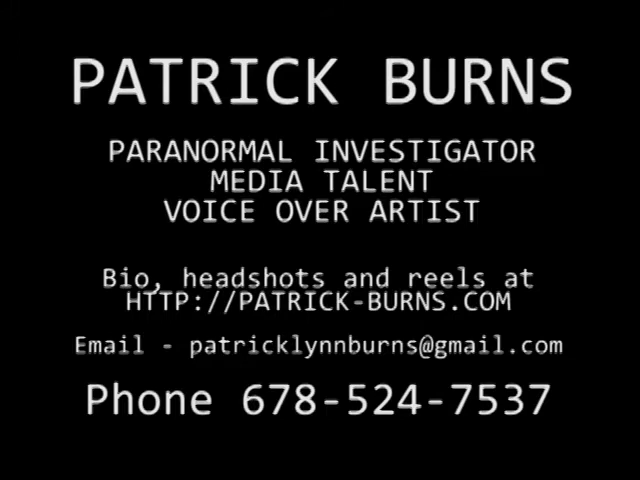 PATRICK BURNS
PARANORMAL INVESTIGATOR
MEDIA TALENT
VOICE OVER ARTIST
Bio, headshots and reels at
HTTP://PATRICK-BURNS.COM
Email - patricklynnburns@gmail.com
Phone 678-524-7537